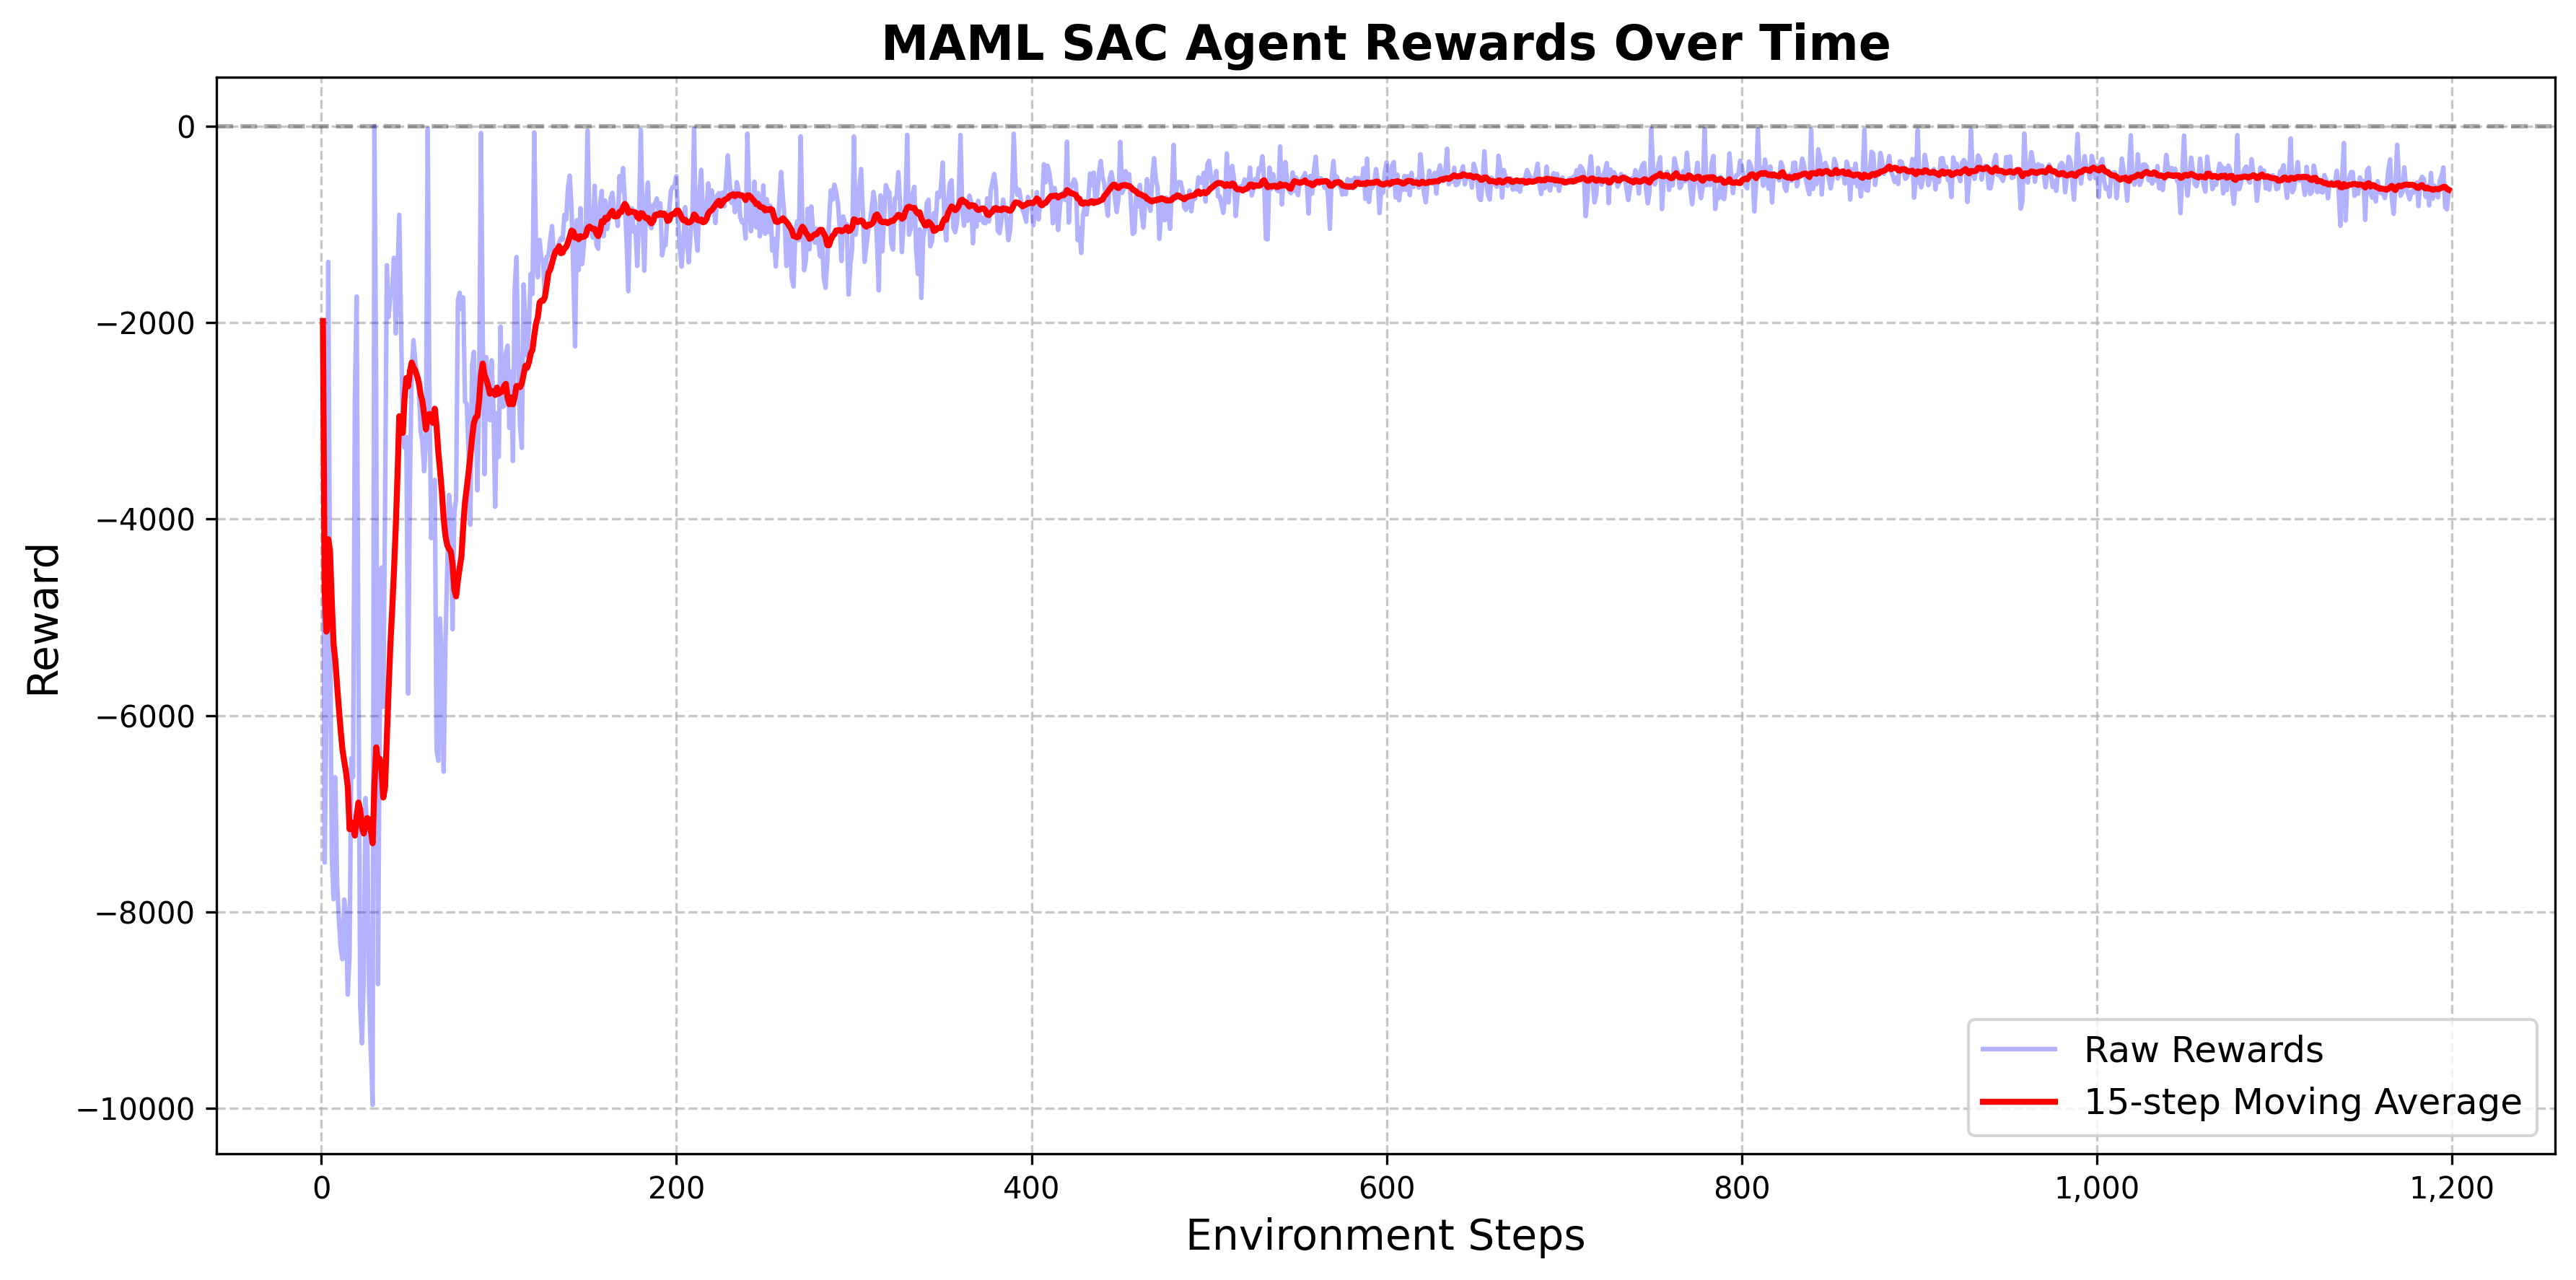 MAML SAC Agent Rewards Over Time
0
−2000
−4000
−6000
−8000
−10000
Reward
0
200
400
600
800
1,000
1,200
Environment Steps
Raw Rewards
15-step Moving Average